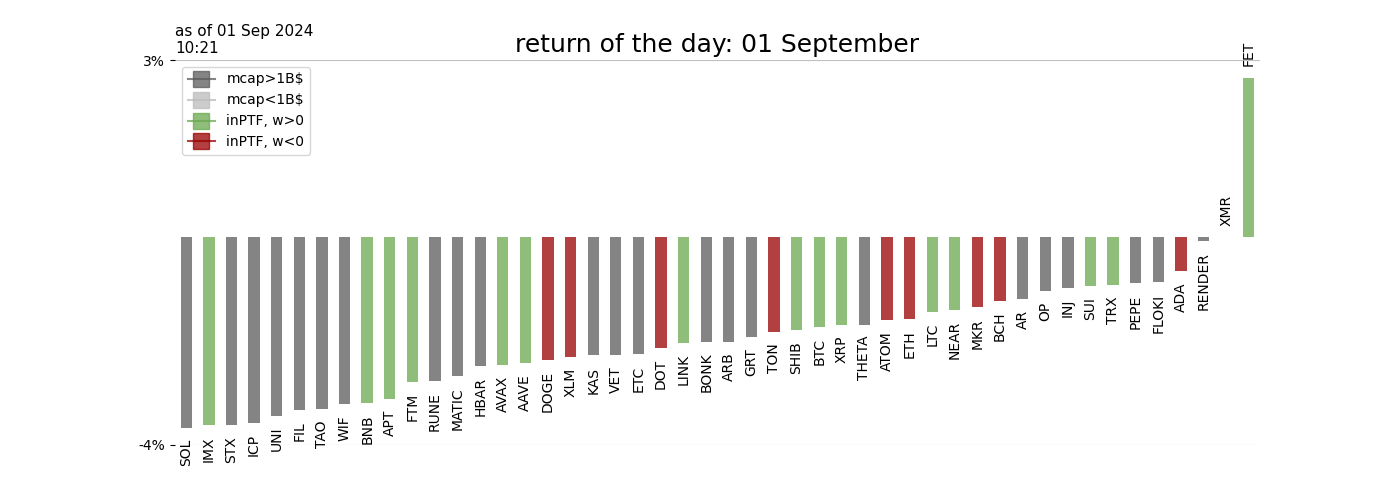 as of 01 Sep 2024
10:21
return of the day: 01 September
3%
mcap>1B$
mcap<1B$
inPTF, w>0
inPTF, w<0
-4%
SOL
IMX
STX
ICP
UNI
FIL
TAO
WIF
BNB
APT
FTM
RUNE
MATIC
HBAR
AVAX
AAVE
DOGE
XLM
KAS
VET
ETC
DOT
LINK
BONK
ARB
GRT
TON
SHIB
BTC
XRP
THETA
ATOM
ETH
LTC
NEAR
MKR
BCH
AR
OP
INJ
SUI
TRX
PEPE
FLOKI
ADA
RENDER
XMR
FET